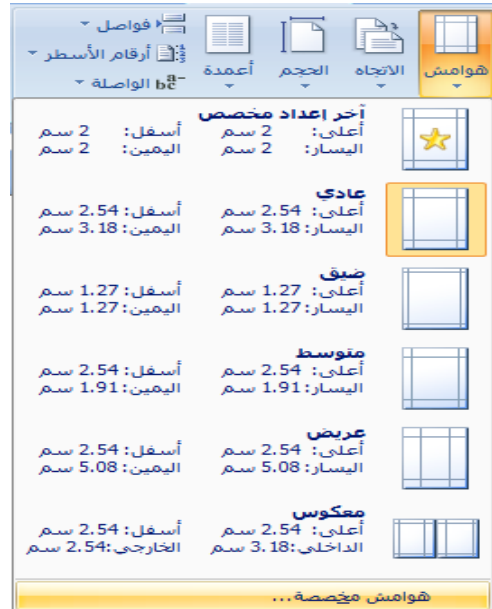 فواصل
أرقام الأسطر
الواصلة
هوامش الاتجاه الحجم أعمدة
آخر إعداد مخصص
أعلى: 2 سم أسفل: 2 سم
اليسار: 2 سم اليمين: 2 سم
عادي
أعلى: 2.54 سم أسفل: 2.54 سم
اليسار: 3.18 سم اليمين: 3.18 سم
ضيق
أعلى: 1.27 سم أسفل: 1.27 سم
اليسار: 1.27 سم اليمين: 1.27 سم
متوسط
أعلى: 2.54 سم أسفل: 2.54 سم
اليسار: 1.91 سم اليمين: 1.91 سم
عريض
أعلى: 2.54 سم أسفل: 2.54 سم
اليسار: 5.08 سم اليمين: 5.08 سم
معكوس
أعلى: 2.54 سم أسفل: 2.54 سم
الداخلي: 3.18 سم الخارجي: 2.54 سم
هوامش مخصصة...